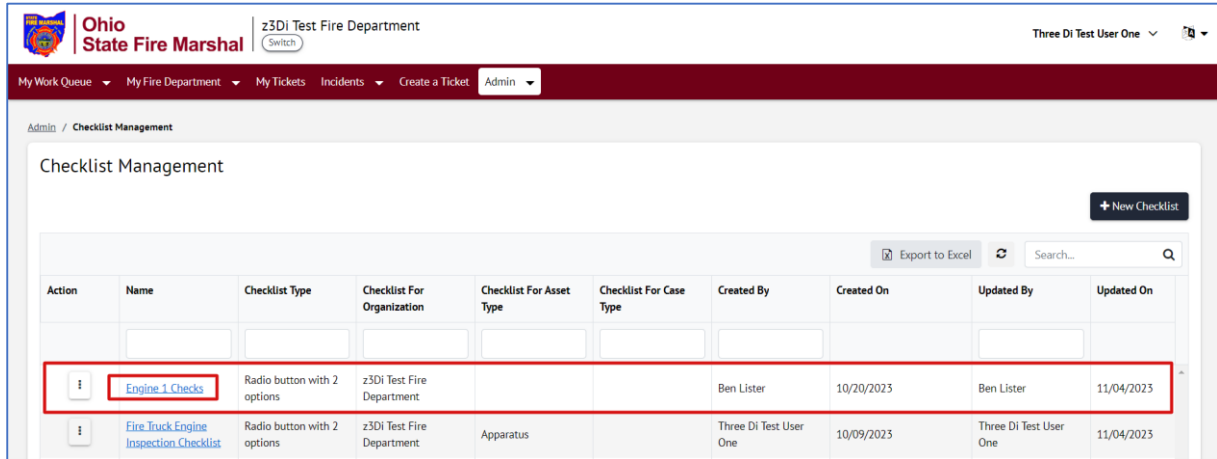 STATE
FIRE MARSHAL
Ohio
State Fire Marshal
z3Di Test Fire Department
Switch
Three Di Test User One
My Work Queue My Fire Department My Tickets Incidents Create a Ticket Admin
Admin / Checklist Management
Checklist Management
+ New Checklist
Export to Excel Search...
Action Name Checklist Type Checklist For Organization Checklist For Asset Type Checklist For Case Type Created By Created On Updated By Updated On
Engine 1 Checks Radio button with 2 options z3Di Test Fire Department Ben Lister 10/20/2023 Ben Lister 11/04/2023
Fire Truck Engine Inspection Checklist Radio button with 2 options z3Di Test Fire Department Apparatus Three Di Test User One 10/09/2023 Three Di Test User One 11/04/2023